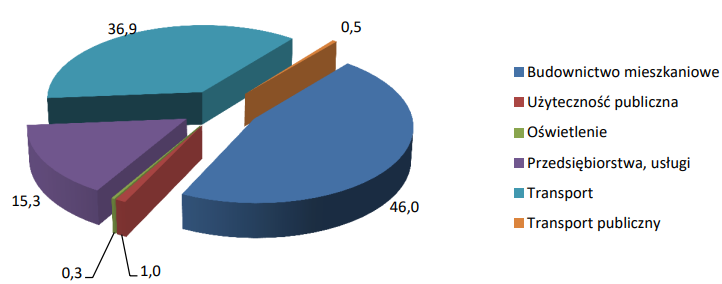 36,9
0,5
46,0
15,3
0,3
1,0
Budownictwo mieszkaniowe
Użyteczność publiczna
Oświetlenie
Przedsiębiorstwa, usługi
Transport
Transport publiczny